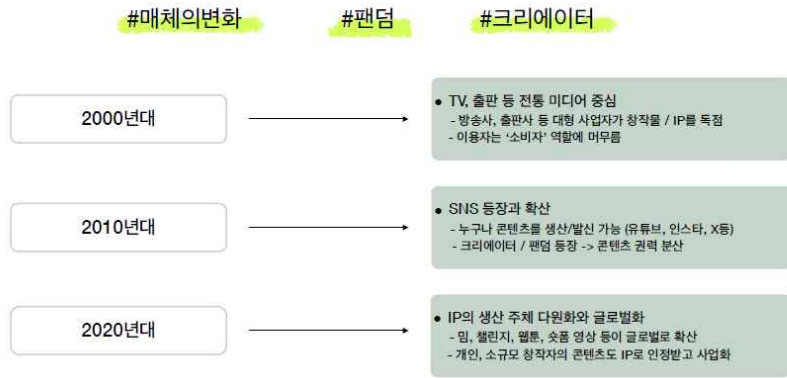 #매체의변화 #팬덤 #크리에이터
2000년대
• TV, 출판 등 전통 미디어 중심
- 방송사, 출판사 등 대형 사업자가 창작물 / IP를 독점
- 이용자는 ‘소비자’ 역할에 머무름
2010년대
• SNS 등장과 확산
- 누구나 콘텐츠를 생산/발신 가능 (유튜브, 인스타, X등)
- 크리에이터 / 팬덤 등장 -> 콘텐츠 권력 분산
2020년대
• IP의 생산 주체 다원화와 글로벌화
- 밈, 챌린지, 웹툰, 숏폼 영상 등이 글로벌로 확산
- 개인, 소규모 창작자의 콘텐츠도 IP로 인정받고 사업화